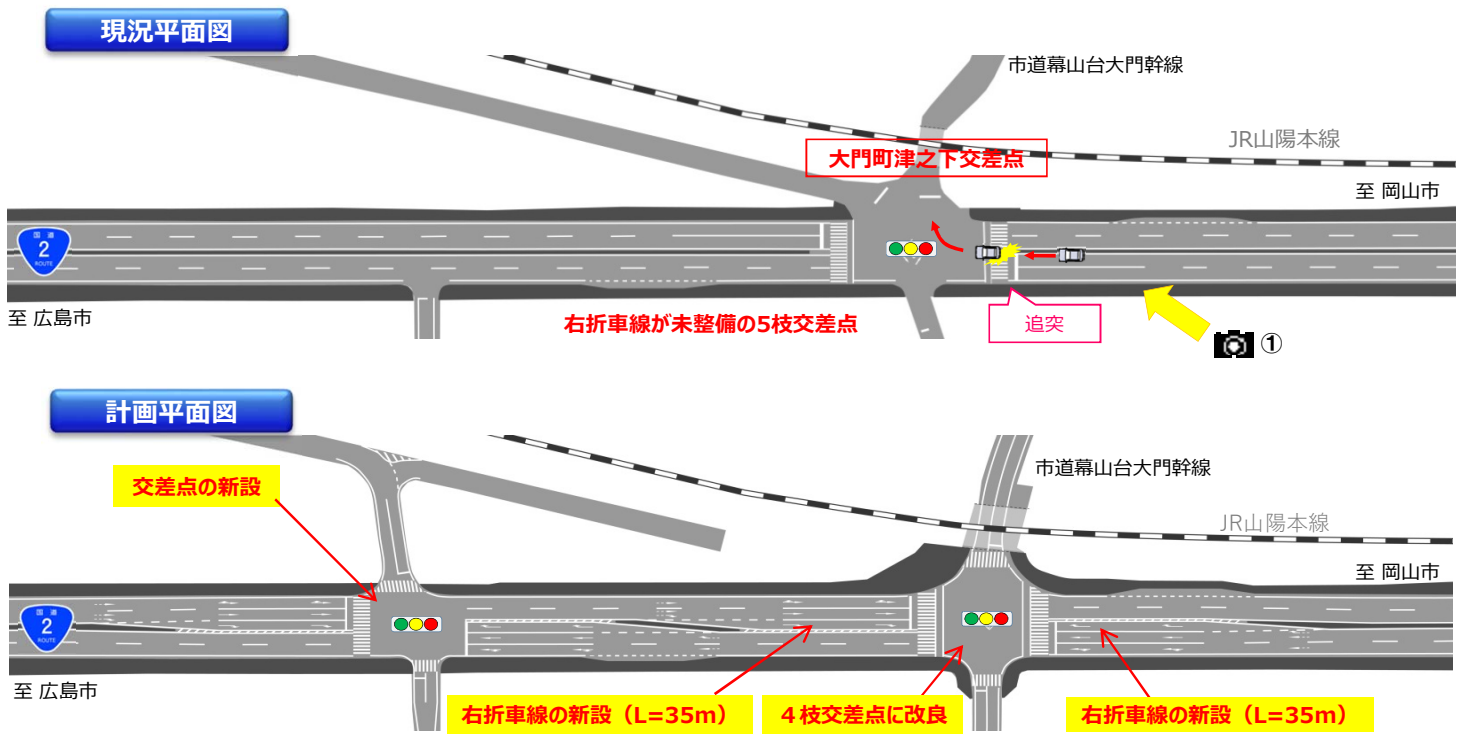 現況平面図
市道幕山台大門幹線
JR山陽本線
大門町津之下交差点
至 岡山市
国道
2
ROUTE
至 広島市
右折車線が未整備の5枝交差点
追突
①
計画平面図
交差点の新設
市道幕山台大門幹線
JR山陽本線
至 岡山市
国道
2
ROUTE
至 広島市
右折車線の新設（L=35m）
４枝交差点に改良
右折車線の新設（L=35m）